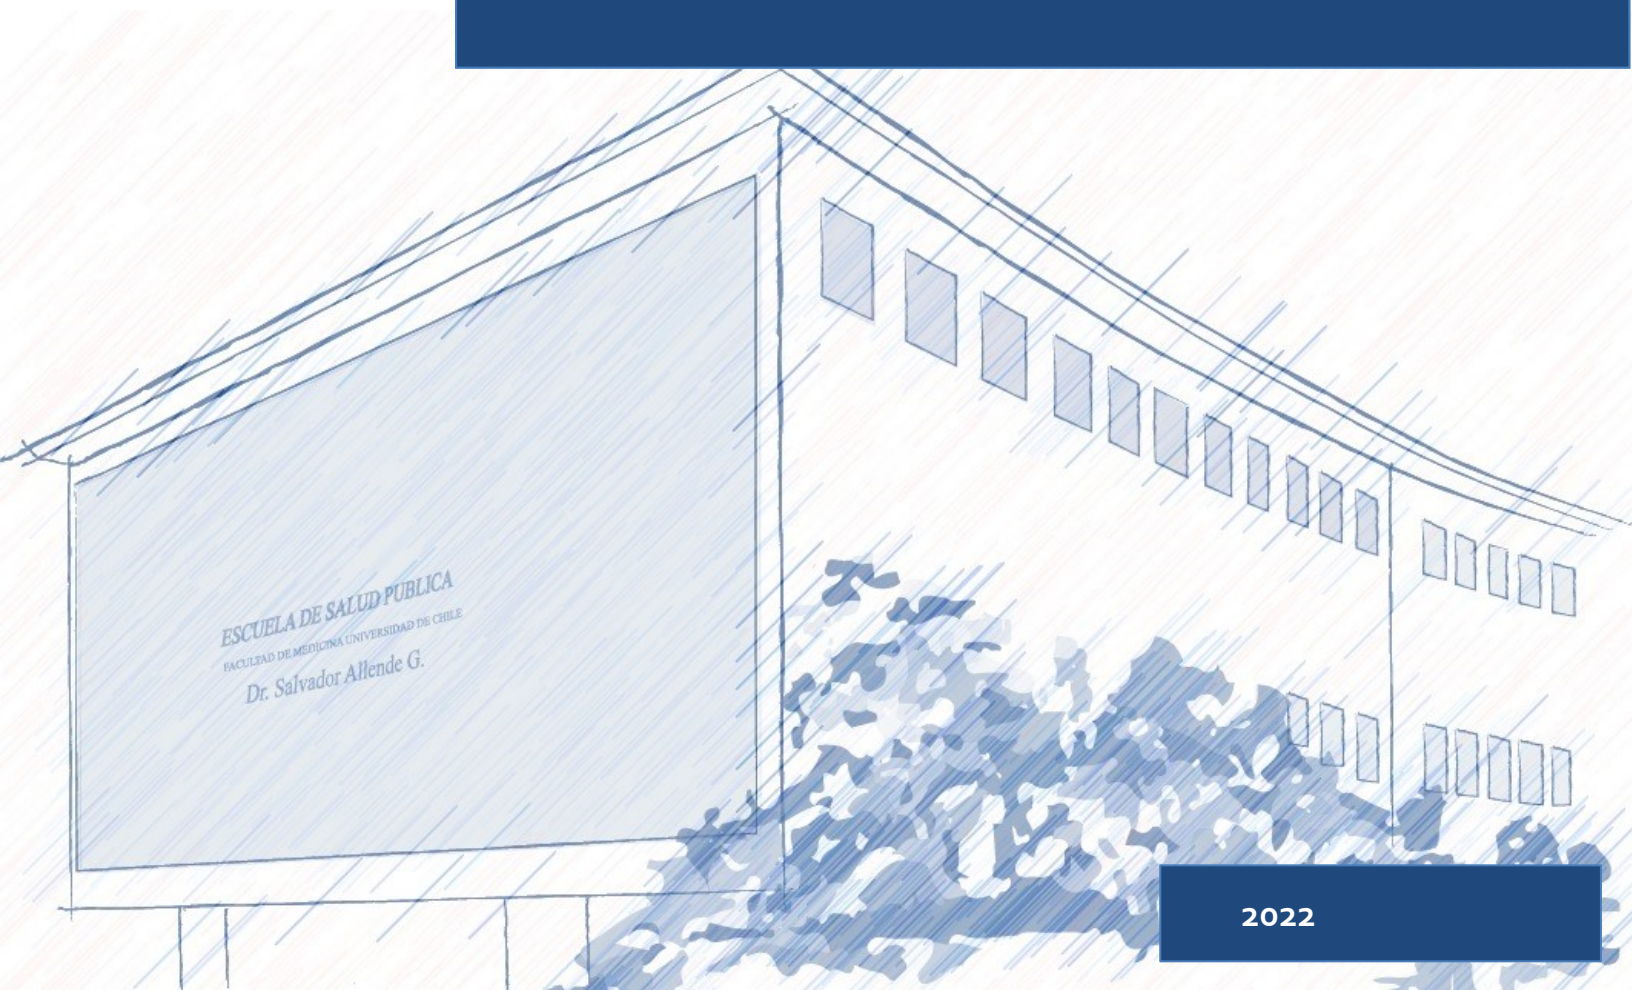 ESCUELA DE SALUD PUBLICA
FACULTAD DE MEDICINA UNIVERSIDAD DE CHILE
Dr. Salvador Allende G.
2022